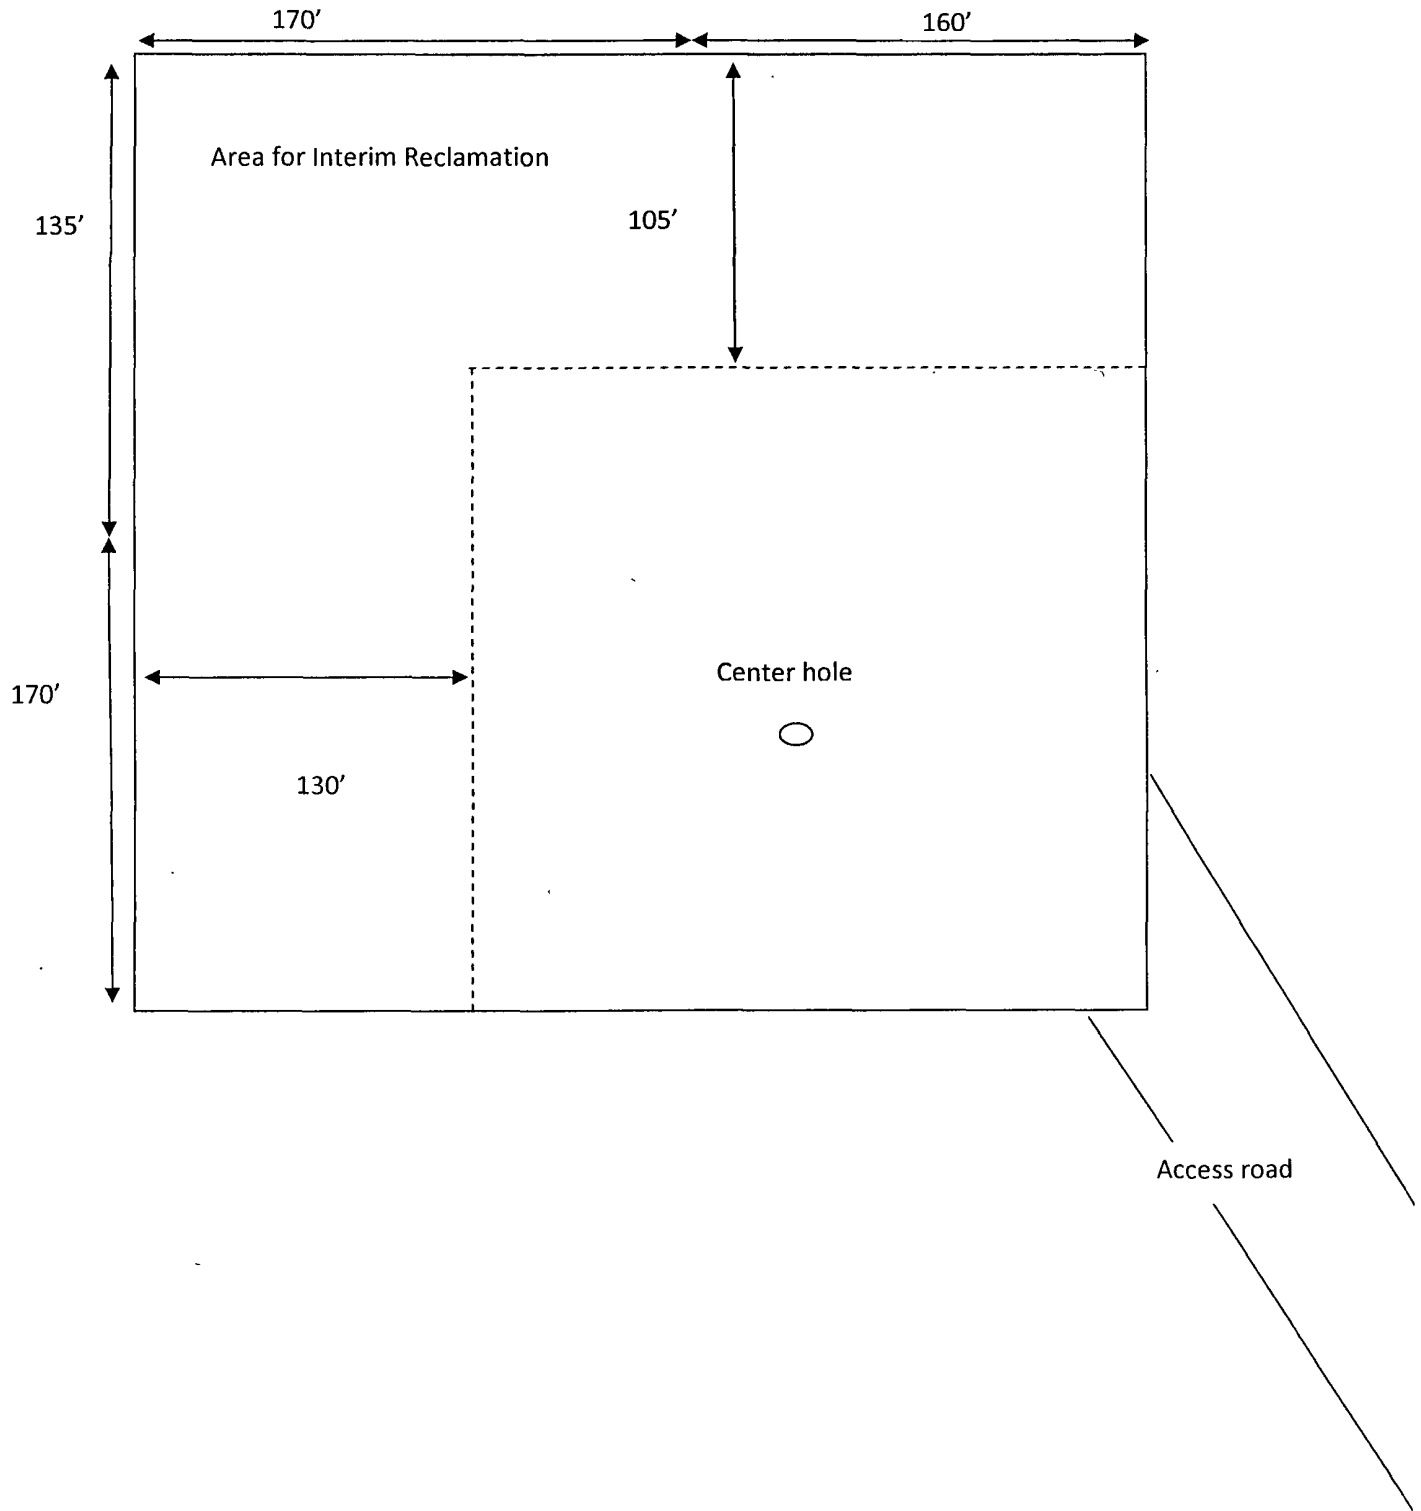 170’
160’
Area for Interim Reclamation
135’
105’
Center hole
170’
130’
Access road